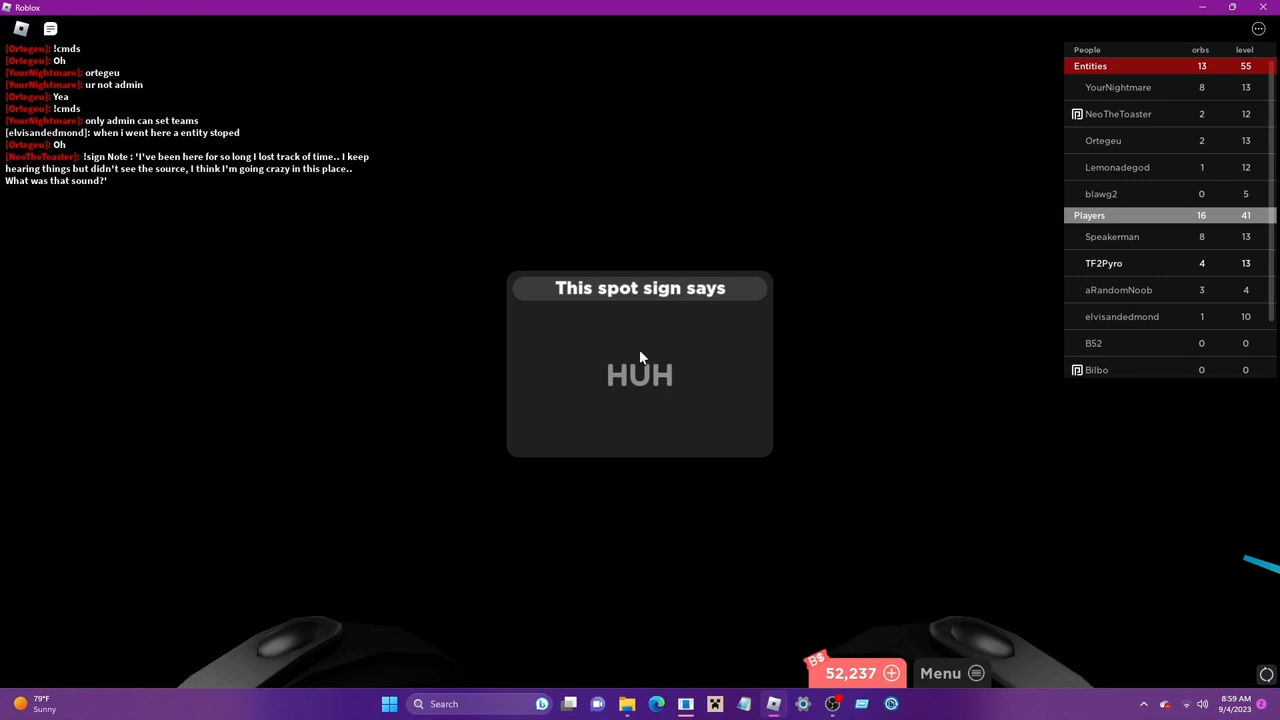 Roblox
[Ortegeu]: !cmds
[Ortegeu]: Oh
[YourNightmare]: ortegeu
[YourNightmare]: ur not admin
[Ortegeu]: Yea
[Ortegeu]: !cmds
[YourNightmare]: only admin can set teams
[elvisandedmond]: when i went here a entity stoped
[Ortegeu]: Oh
[NeoTheToaster]: !sign Note : 'I've been here for so long I lost track of time.. I keep
hearing things but didn't see the source, I think I'm going crazy in this place..
What was that sound?'
People orbs level
Entities 13 55
YourNightmare 8 13
NeoTheToaster 2 12
Ortegeu 2 13
Lemonadegod 1 12
blawg2 0 5
Players 16 41
Speakerman 8 13
TF2Pyro 4 13
aRandomNoob 3 4
elvisandedmond 1 10
B52 0 0
Bilbo 0 0
This spot sign says
HUH
B$
52,237
Menu
79°F
Sunny
Search
8:59 AM
9/4/2023
2